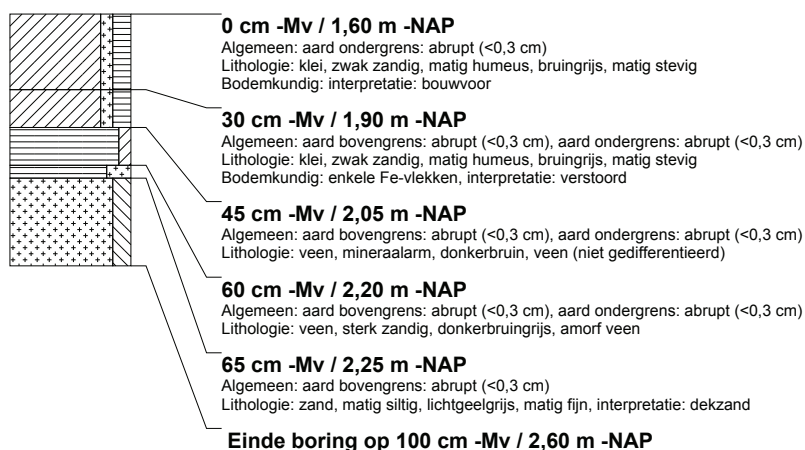 0 cm -Mv / 1,60 m -NAP
Algemeen: aard ondergrens: abrupt (<0,3 cm)
Lithologie: klei, zwak zandig, matig humeus, bruingrijs, matig stevig
Bodemkundig: interpretatie: bouwvoor
30 cm -Mv / 1,90 m -NAP
Algemeen: aard bovengrens: abrupt (<0,3 cm), aard ondergrens: abrupt (<0,3 cm)
Lithologie: klei, zwak zandig, matig humeus, bruingrijs, matig stevig
Bodemkundig: enkele Fe-vlekken, interpretatie: verstoord
45 cm -Mv / 2,05 m -NAP
Algemeen: aard bovengrens: abrupt (<0,3 cm), aard ondergrens: abrupt (<0,3 cm)
Lithologie: veen, mineraalarm, donkerbruin, veen (niet gedifferentieerd)
60 cm -Mv / 2,20 m -NAP
Algemeen: aard bovengrens: abrupt (<0,3 cm), aard ondergrens: abrupt (<0,3 cm)
Lithologie: veen, sterk zandig, donkerbruingrijs, amorf veen
65 cm -Mv / 2,25 m -NAP
Algemeen: aard bovengrens: abrupt (<0,3 cm)
Lithologie: zand, matig siltig, lichtgeelgrijs, matig fijn, interpretatie: dekzand
Einde boring op 100 cm -Mv / 2,60 m -NAP